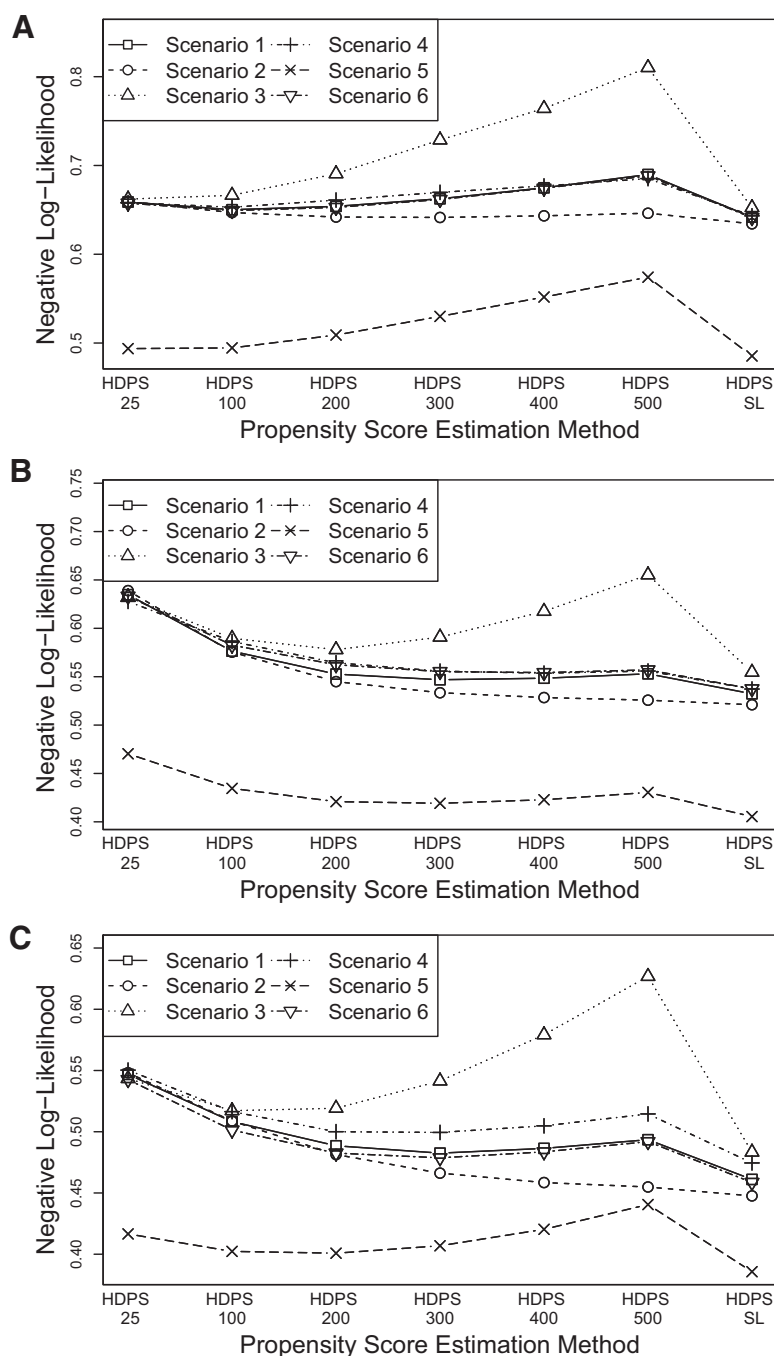 A
Scenario 1 Scenario 4
Scenario 2 Scenario 5
Scenario 3 Scenario 6
Negative Log−Likelihood
0.8
0.7
0.6
0.5
HDPS 25 HDPS 100 HDPS 200 HDPS 300 HDPS 400 HDPS 500 HDPS SL
Propensity Score Estimation Method
B
Scenario 1 Scenario 4
Scenario 2 Scenario 5
Scenario 3 Scenario 6
Negative Log−Likelihood
0.75
0.70
0.65
0.60
0.55
0.50
0.45
0.40
HDPS 25 HDPS 100 HDPS 200 HDPS 300 HDPS 400 HDPS 500 HDPS SL
Propensity Score Estimation Method
C
Scenario 1 Scenario 4
Scenario 2 Scenario 5
Scenario 3 Scenario 6
Negative Log−Likelihood
0.65
0.60
0.55
0.50
0.45
0.40
HDPS 25 HDPS 100 HDPS 200 HDPS 300 HDPS 400 HDPS 500 HDPS SL
Propensity Score Estimation Method